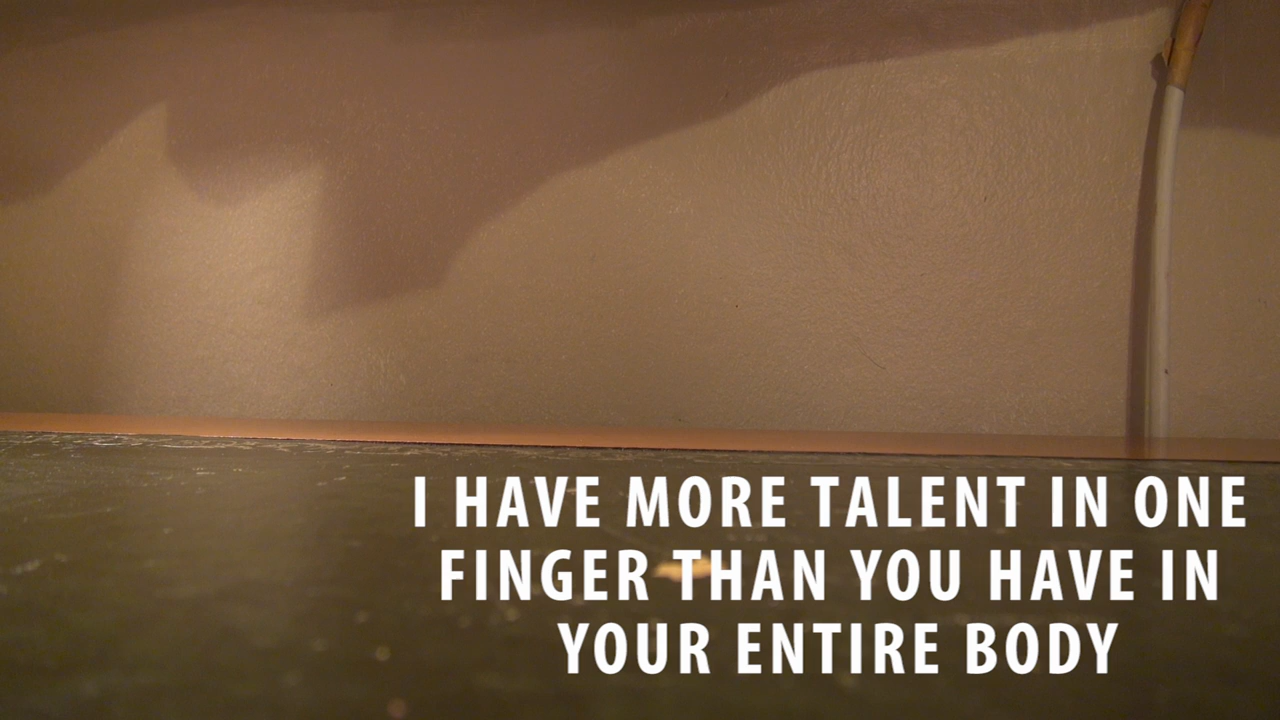 I HAVE MORE TALENT IN ONE
FINGER THAN YOU HAVE IN
YOUR ENTIRE BODY